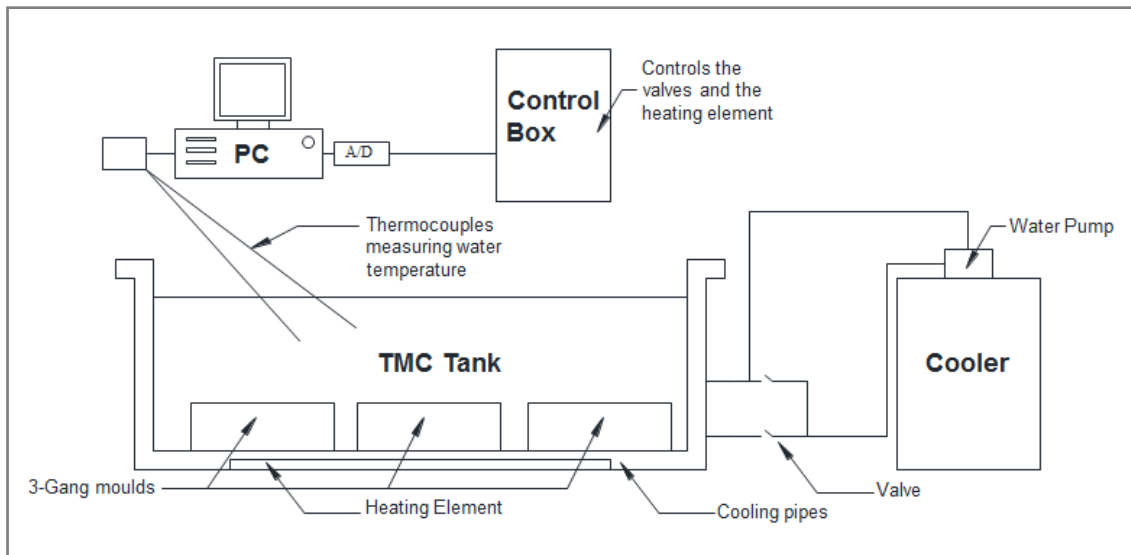 Controls the
valves and the
heating element
Control
Box
PC
A/D
Thermocouples
measuring water
temperature
Water Pump
TMC Tank
Cooler
3-Gang moulds
Heating Element
Cooling pipes
Valve